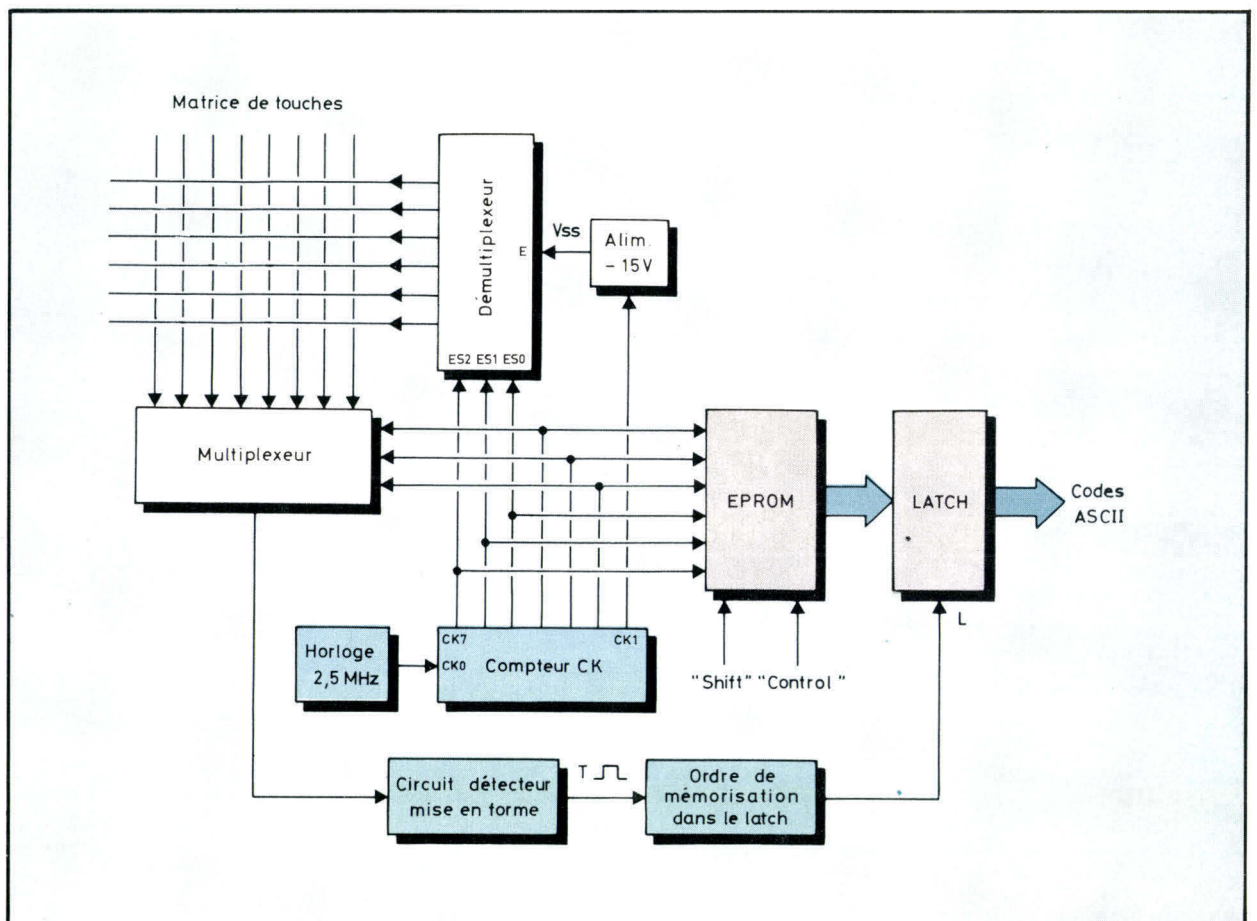 Matrice de touches
Démultiplexeur
E
Vss
Alim.
- 15V
ES2 ES1 ES0
Multiplexeur
EPROM
LATCH
Codes
ASCII
L
Horloge
2,5 MHz
CK7
CK1
CK0
Compteur CK
"Shift" "Control"
Circuit détecteur
mise en forme
T
Ordre de
mémorisation
dans le latch